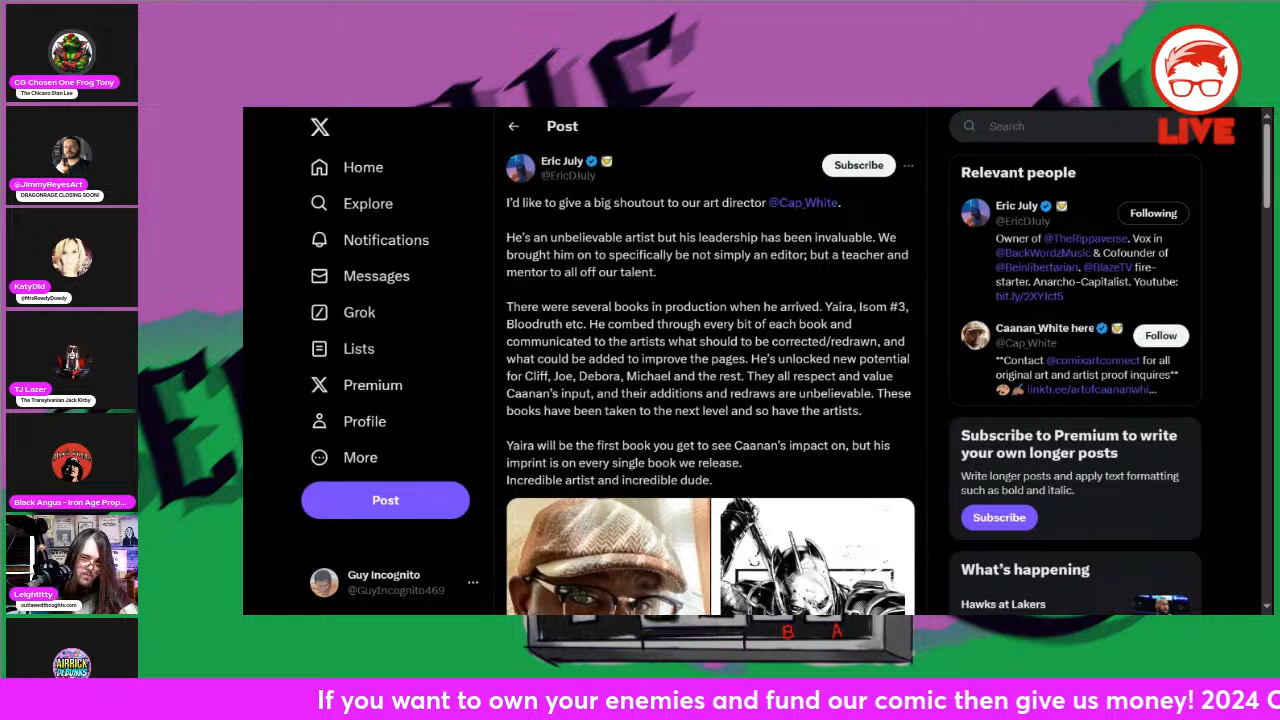 CG Chosen One Frog Tony
The Chicano Stan Lee
@JimmyReyesArt
DRAGONRAGE CLOSING SOON!
KatyDid
@MrsRowdyDowdy
TJ Lazer
The Transylvanian Jack Kirby
Black Angus - Iron Age Prop...
Leightitty
outlawedthoughts.com
AIRRICK
DEBUNKS
Home
Explore
Notifications
Messages
Grok
Lists
Premium
Profile
More
Post
Guy Incognito
@GuyIncognito469
Post
Eric July
@EricDJuly
Subscribe
I'd like to give a big shoutout to our art director @Cap_White.
He's an unbelievable artist but his leadership has been invaluable. We
brought him on to specifically be not simply an editor; but a teacher and
mentor to all off our talent.
There were several books in production when he arrived. Yaira, Isom #3,
Bloodruth etc. He combed through every bit of each book and
communicated to the artists what should to be corrected/redrawn, and
what could be added to improve the pages. He's unlocked new potential
for Cliff, Joe, Debora, Michael and the rest. They all respect and value
Caanan's input, and their additions and redraws are unbelievable. These
books have been taken to the next level and so have the artists.
Yaira will be the first book you get to see Caanan's impact on, but his
imprint is on every single book we release.
Incredible artist and incredible dude.
B A
Search
LIVE
Relevant people
Eric July
@EricDJuly
Following
Owner of @TheRippaverse. Vox in
@BackWordzMusic & Cofounder of
@Beinlibertarian. @BlazeTV fire-
starter. Anarcho-Capitalist. Youtube:
bit.ly/2XYJcf5
Caanan White here
@Cap_White
Follow
**Contact @comixartconnect for all
original art and artist proof inquires**
linktr.ee/artofcaananwhi...
Subscribe to Premium to write
your own longer posts
Write longer posts and apply text formatting
such as bold and italic.
Subscribe
What's happening
Hawks at Lakers
If you want to own your enemies and fund our comic then give us money! 2024 C